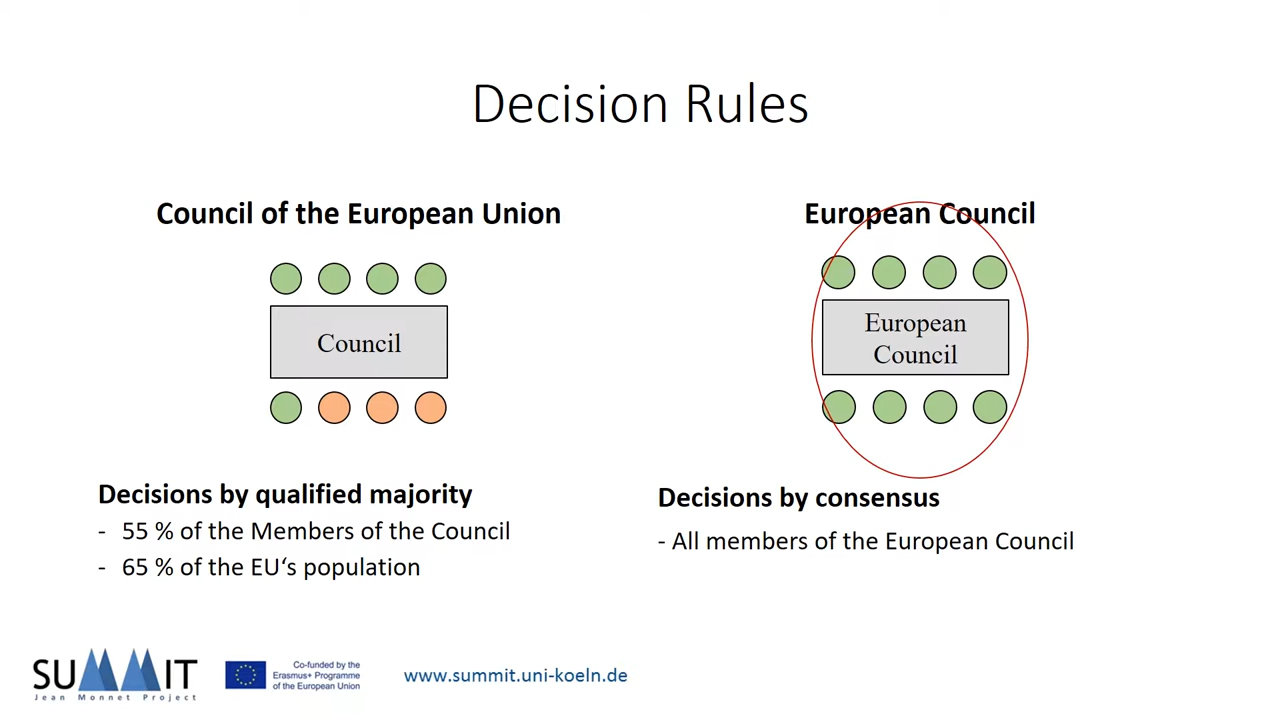 Decision Rules
Council of the European Union
Council
Decisions by qualified majority
- 55 % of the Members of the Council
- 65 % of the EU‘s population
European Council
European
Council
Decisions by consensus
- All members of the European Council
SUMMIT
Jean Monnet Project
Co-funded by the
Erasmus+ Programme
of the European Union
www.summit.uni-koeln.de